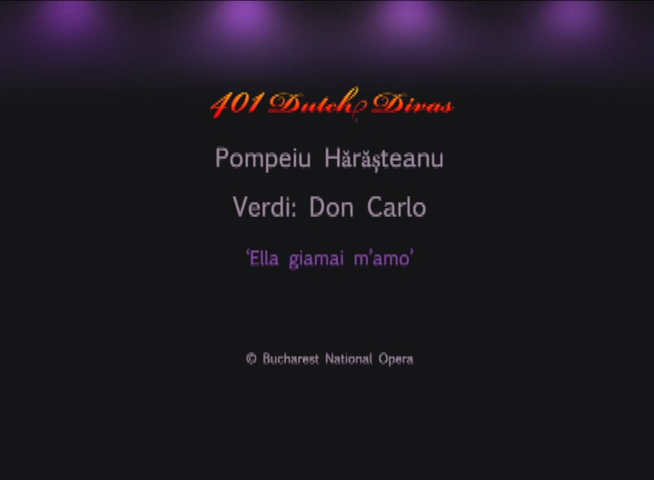 401 Dutch Divas
Pompeiu Hărășteanu
Verdi: Don Carlo
‘Ella giamai m’amo’
© Bucharest National Opera